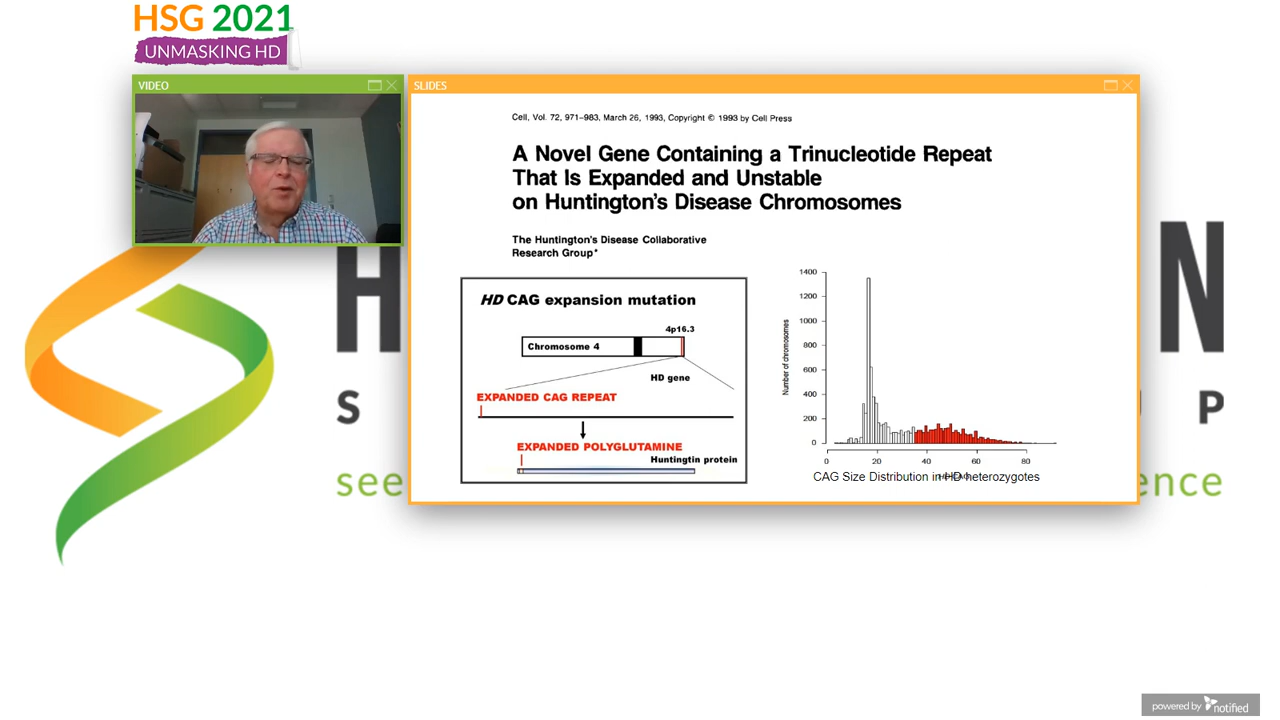 HSG 2021
UNMASKING HD
VIDEO
SLIDES
Cell, Vol. 72, 971–983, March 26, 1993, Copyright © 1993 by Cell Press
A Novel Gene Containing a Trinucleotide Repeat
That Is Expanded and Unstable
on Huntington's Disease Chromosomes
The Huntington's Disease Collaborative
Research Group*
HD CAG expansion mutation
4p16.3
Chromosome 4
HD gene
EXPANDED CAG REPEAT
EXPANDED POLYGLUTAMINE
Huntingtin protein
1400
1200
1000
800
600
400
200
0
Number of chromosomes
0 20 40 60 80
CAG Size Distribution in HD heterozygotes
H
N
S
P
see
ence
powered by notified